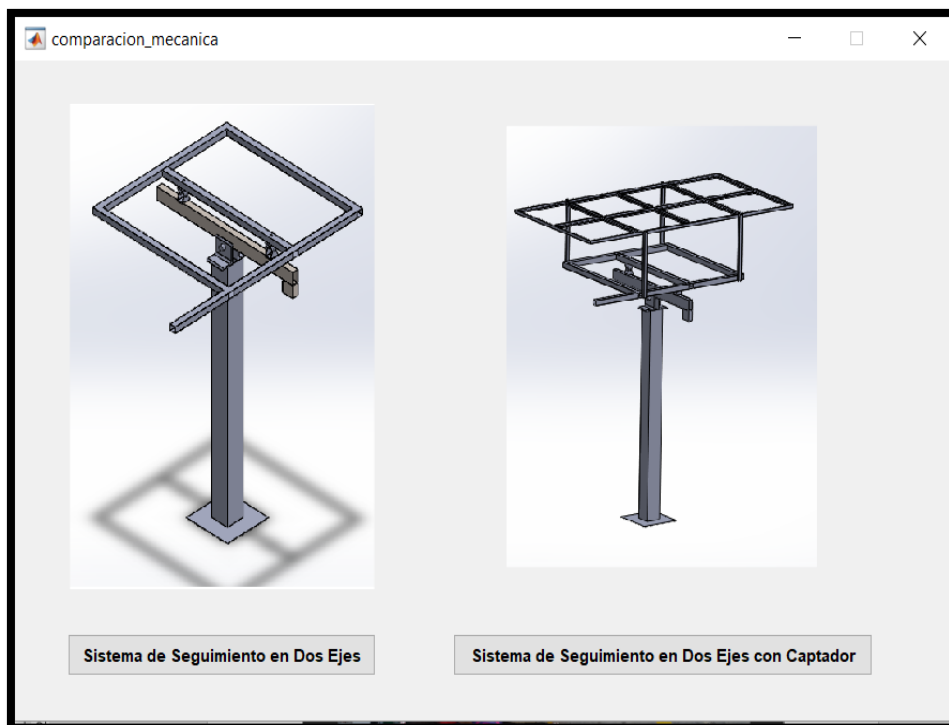 comparacion_mecanica
Sistema de Seguimiento en Dos Ejes
Sistema de Seguimiento en Dos Ejes con Captador